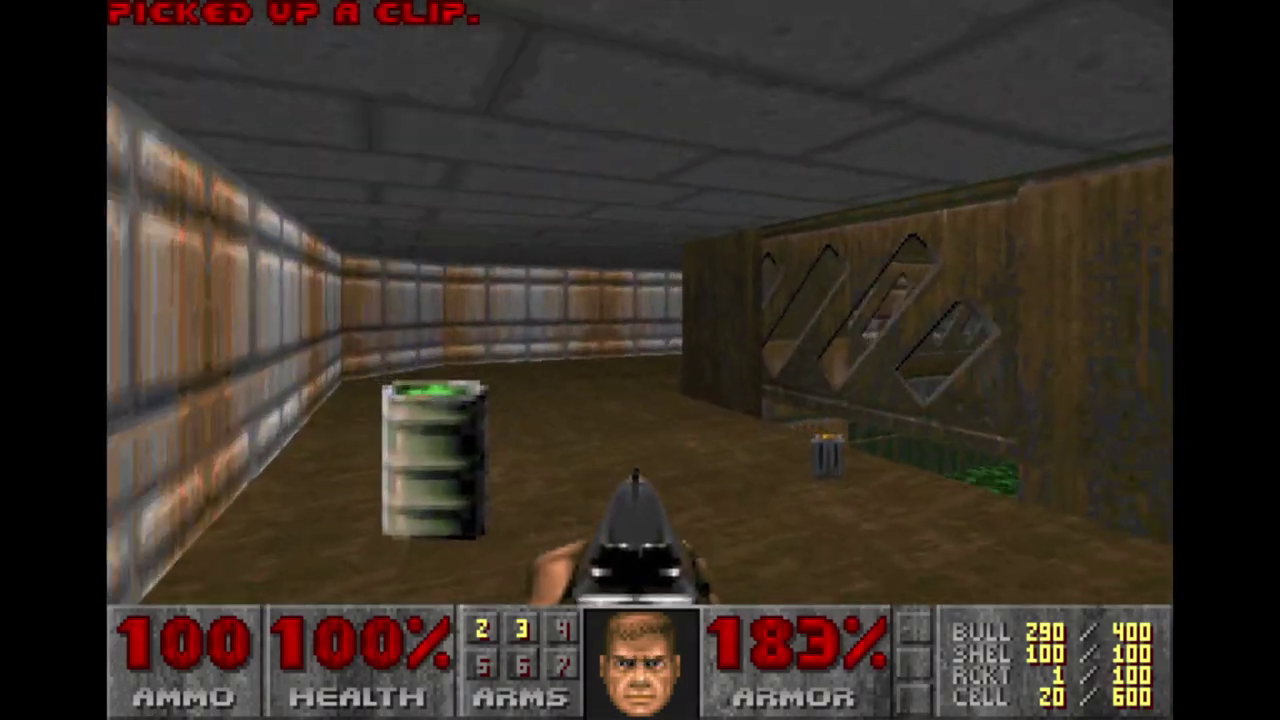 PICKED UP A CLIP.
100 100% 2 3 4 183% BULL 290 / 400
SHEL 100 / 100
5 6 7 RCKT 1 / 100
AMMO HEALTH ARMS ARMOR CELL 20 / 600